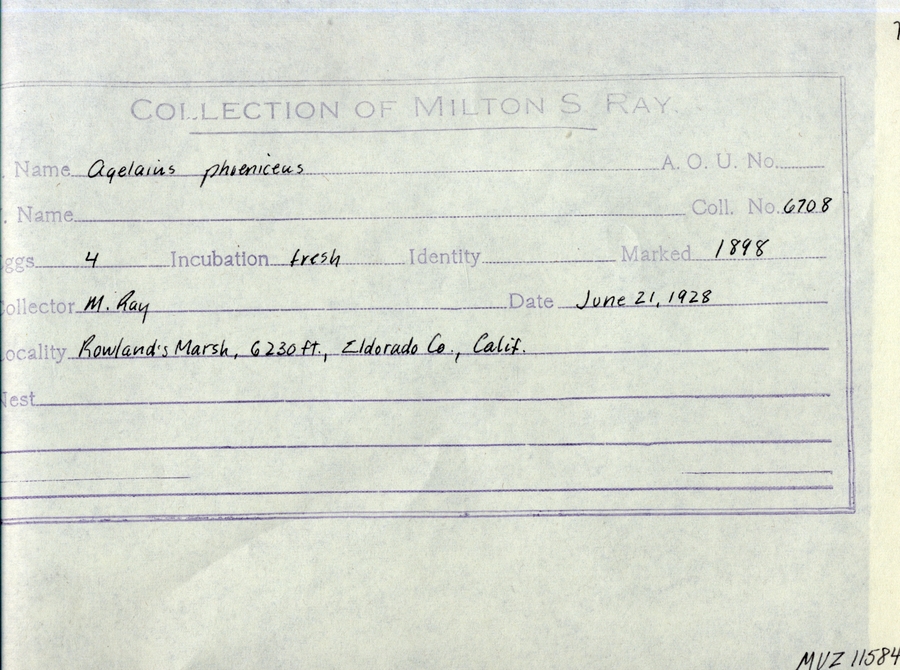 COLLECTION OF MILTON S RAY.
. Name Agelaius phoeniceus A. O. U. No.
. Name Coll. No. 6708
ggs 4 Incubation fresh Identity Marked 1898
ollector M. Ray Date June 21, 1928
ocality Rowland's Marsh, 6230 ft., Eldorado Co., Calif.
Nest
MVZ 11584